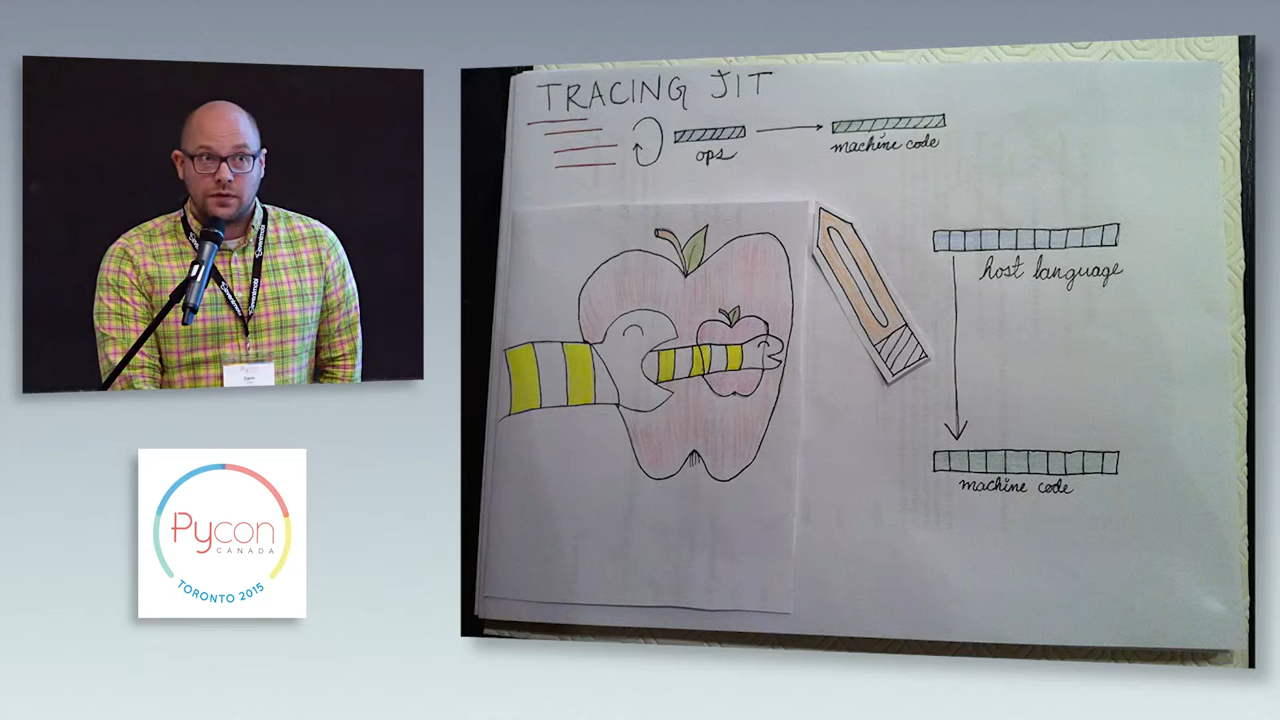 TRACING JIT
ops
machine code
host language
machine code
Pycon
CANADA
TORONTO 2015